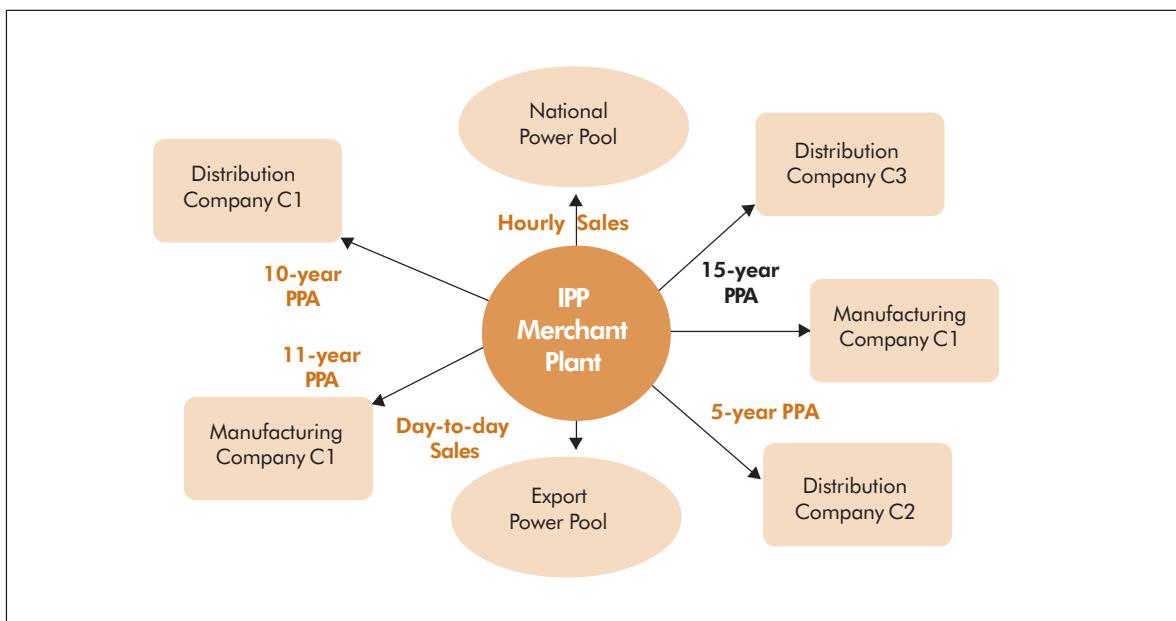 National
Power Pool
Distribution
Company C1
Distribution
Company C3
Hourly Sales
10-year
PPA
IPP
Merchant
Plant
15-year
PPA
Manufacturing
Company C1
11-year
PPA
Manufacturing
Company C1
Day-to-day
Sales
5-year PPA
Export
Power Pool
Distribution
Company C2